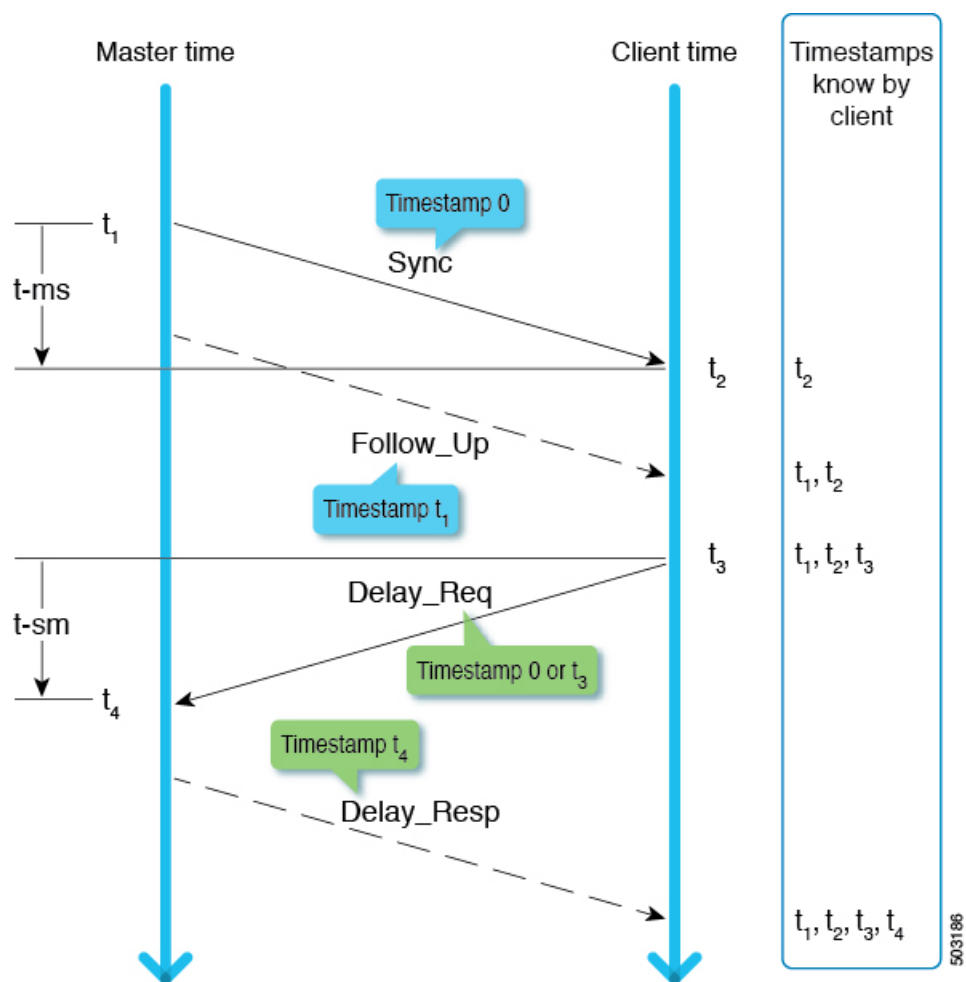 Master time
Client time
Timestamps
know by
client
Timestamp 0
t₁
Sync
t-ms
t₂
t₂
Follow_Up
t₁, t₂
Timestamp t₁
t₃
t₁, t₂, t₃
Delay_Req
t-sm
Timestamp 0 or t₃
t₄
Timestamp t₄
Delay_Resp
t₁, t₂, t₃, t₄
503186